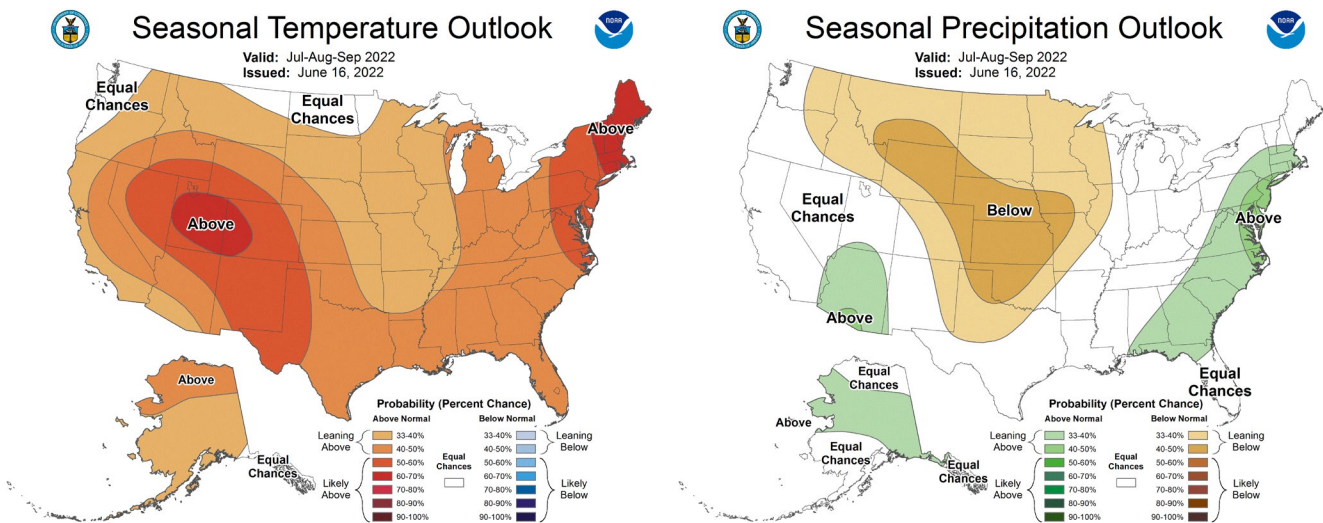 Seasonal Temperature Outlook
NOAA
Valid: Jul-Aug-Sep 2022
Issued: June 16, 2022
Equal
Chances
Equal
Chances
Above
Above
Above
Equal
Chances
Probability (Percent Chance)
Above Normal
Below Normal
Leaning
Above
Likely
Above
33-40%
40-50%
50-60%
60-70%
70-80%
80-90%
90-100%
Equal
Chances
33-40%
40-50%
50-60%
60-70%
70-80%
80-90%
90-100%
Leaning
Below
Likely
Below
Seasonal Precipitation Outlook
NOAA
Valid: Jul-Aug-Sep 2022
Issued: June 16, 2022
Equal
Chances
Below
Above
Above
Equal
Chances
Equal
Chances
Above
Equal
Chances
Equal
Chances
Probability (Percent Chance)
Above Normal
Below Normal
Leaning
Above
Likely
Above
33-40%
40-50%
50-60%
60-70%
70-80%
80-90%
90-100%
Equal
Chances
33-40%
40-50%
50-60%
60-70%
70-80%
80-90%
90-100%
Leaning
Below
Likely
Below